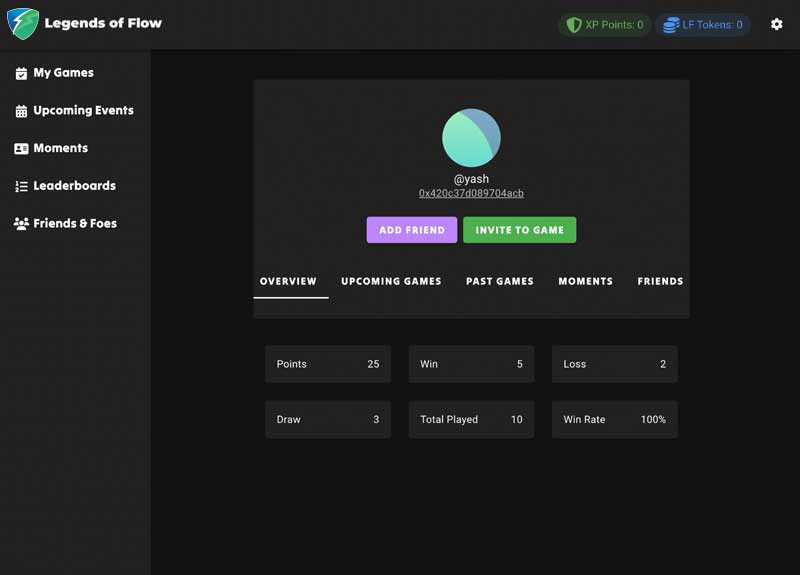 Legends of Flow
XP Points: 0
LF Tokens: 0
My Games
Upcoming Events
Moments
Leaderboards
Friends & Foes
@yash
0x420c37d089704acb
ADD FRIEND
INVITE TO GAME
OVERVIEW
UPCOMING GAMES
PAST GAMES
MOMENTS
FRIENDS
Points 25
Win 5
Loss 2
Draw 3
Total Played 10
Win Rate 100%